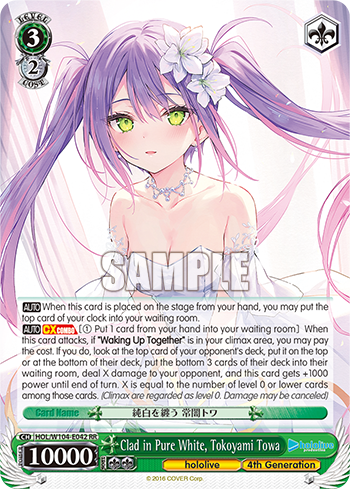 LEVEL
3
2
COST
SAMPLE
AUTO When this card is placed on the stage from your hand, you may put the
top card of your clock into your waiting room.
AUTO CX COMBO [① Put 1 card from your hand into your waiting room] When
this card attacks, if "Waking Up Together" is in your climax area, you may pay
the cost. If you do, look at the top card of your opponent's deck, put it on the top
or at the bottom of their deck, put the bottom 3 cards of their deck into their
waiting room, deal X damage to your opponent, and this card gets +1000
power until end of turn. X is equal to the number of level 0 or lower cards
among those cards. (Climax are regarded as level 0. Damage may be canceled)
Card Name 純白を纏う 常闇トワ
CH HOL/W104-E042 RR
10000
Clad in Pure White, Tokoyami Towa
hololive production
hololive
4th Generation
© 2016 COVER Corp.